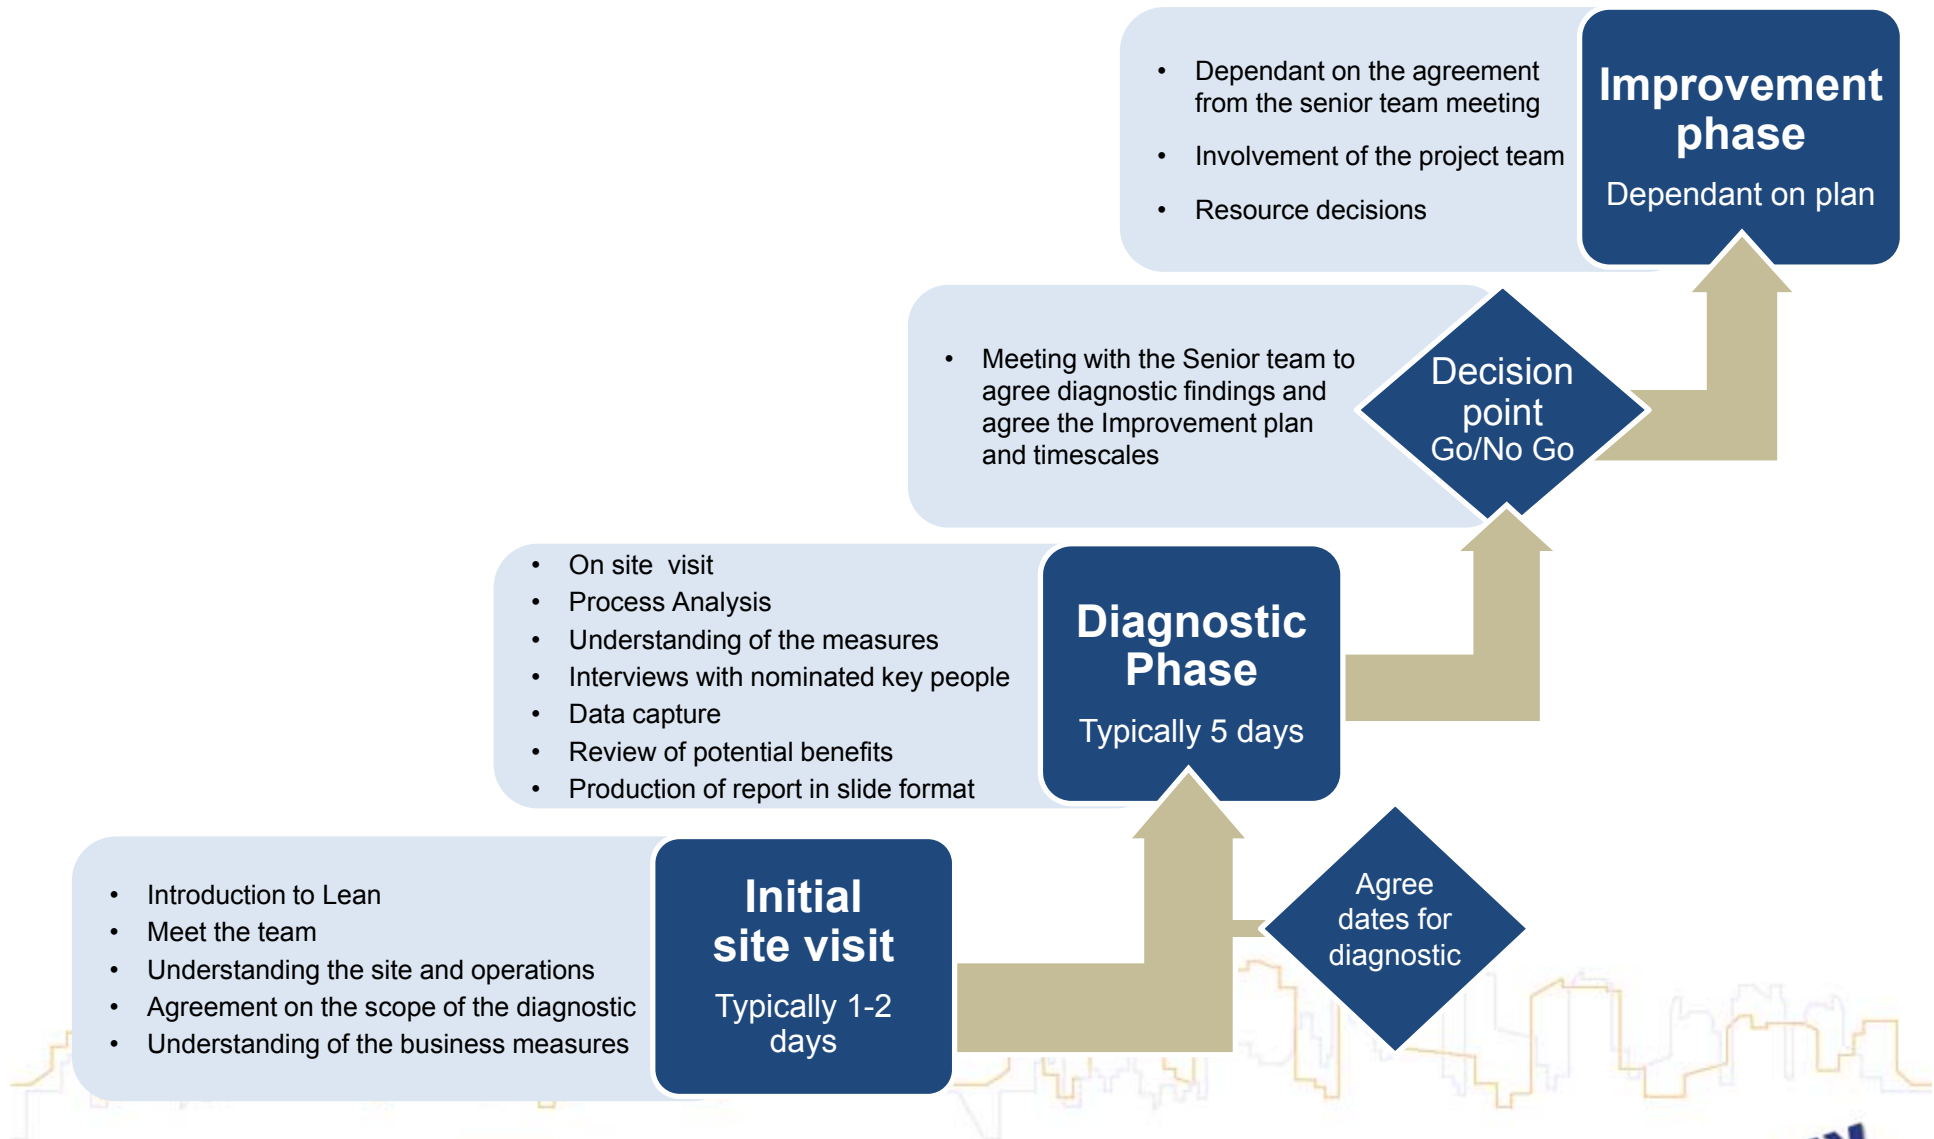 • Dependant on the agreement
from the senior team meeting
• Involvement of the project team
• Resource decisions
Improvement
phase
Dependant on plan
• Meeting with the Senior team to
agree diagnostic findings and
agree the Improvement plan
and timescales
Decision
point
Go/No Go
• On site visit
• Process Analysis
• Understanding of the measures
• Interviews with nominated key people
• Data capture
• Review of potential benefits
• Production of report in slide format
Diagnostic
Phase
Typically 5 days
• Introduction to Lean
• Meet the team
• Understanding the site and operations
• Agreement on the scope of the diagnostic
• Understanding of the business measures
Initial
site visit
Typically 1-2
days
Agree
dates for
diagnostic